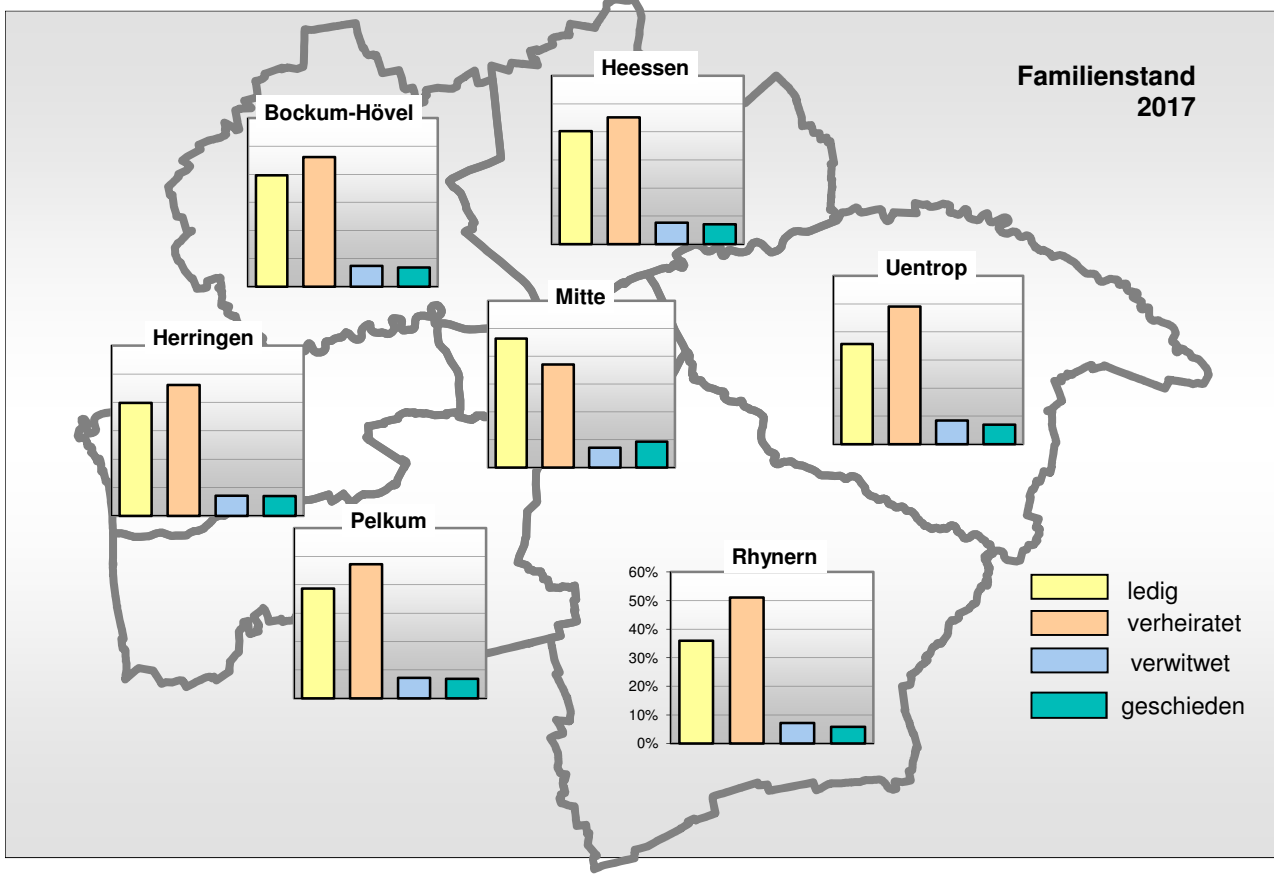 Familienstand
2017
Heessen
Bockum-Hövel
Uentrop
Mitte
Herringen
Pelkum
Rhynern
60%
50%
40%
30%
20%
10%
0%
ledig
verheiratet
verwitwet
geschieden